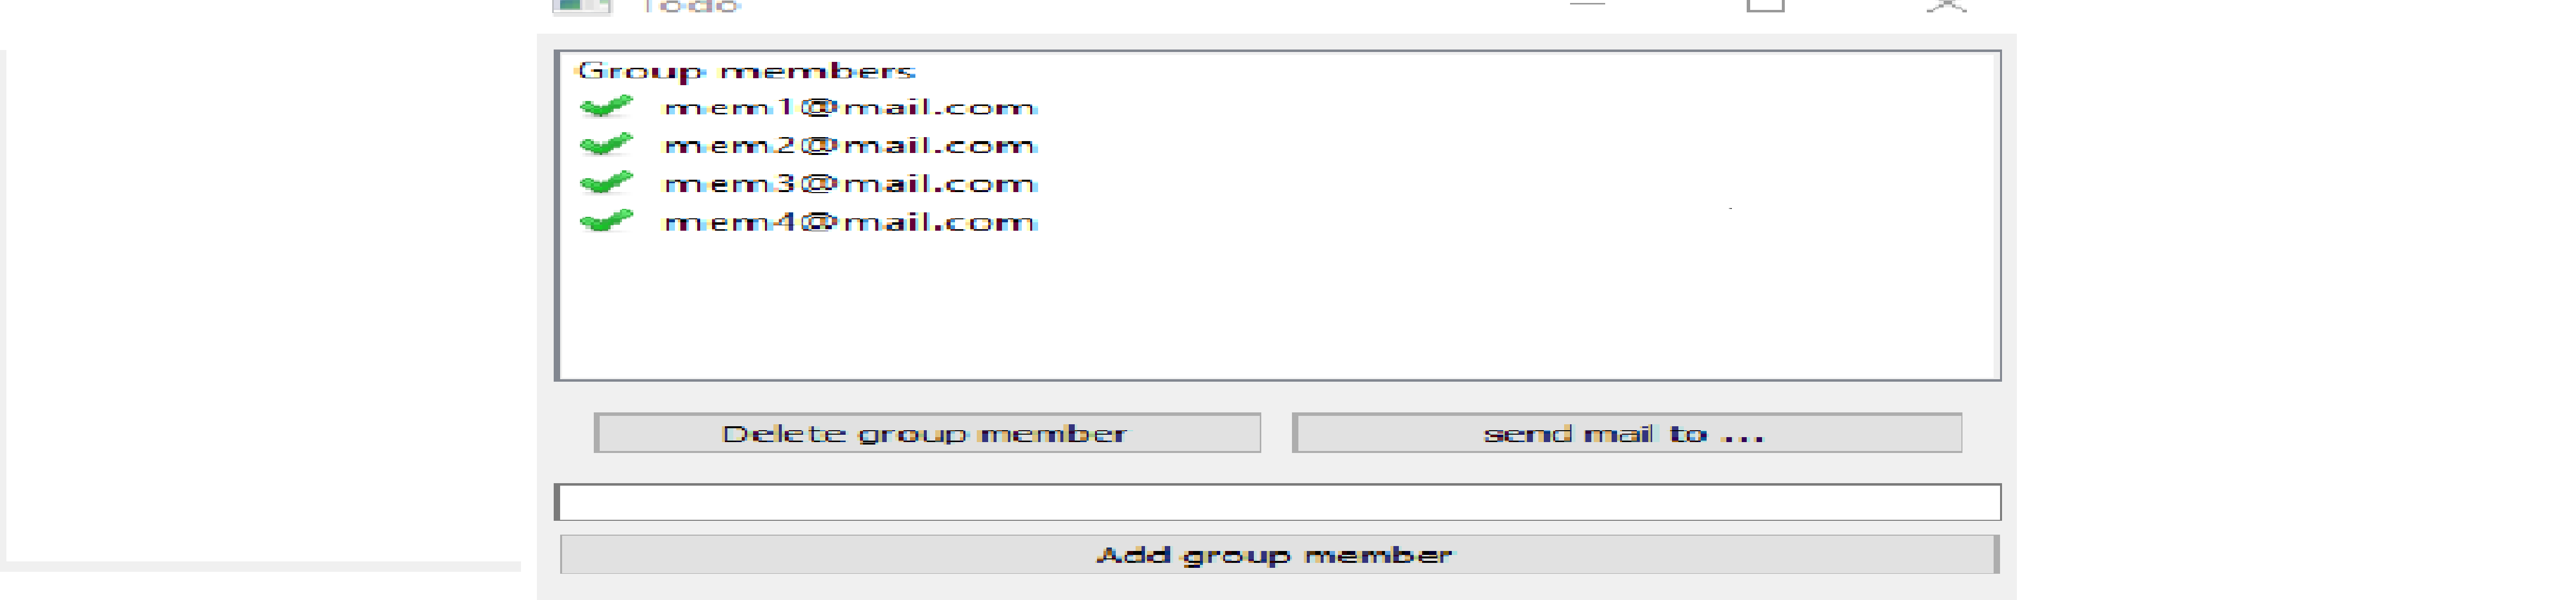 Todo
Group members
mem1@mail.com
mem2@mail.com
mem3@mail.com
mem4@mail.com
Delete group member
send mail to ...
Add group member